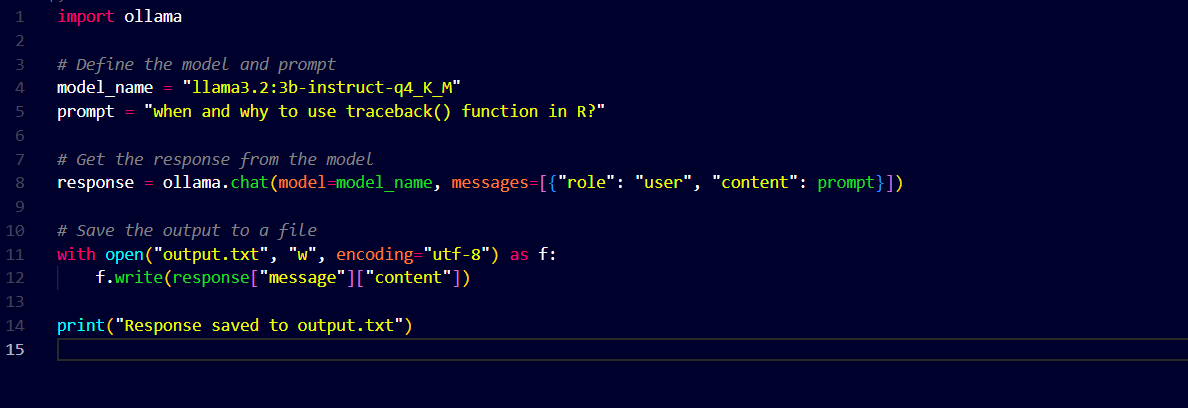 1 import ollama
2
3 # Define the model and prompt
4 model_name = "llama3.2:3b-instruct-q4_K_M"
5 prompt = "when and why to use traceback() function in R?"
6
7 # Get the response from the model
8 response = ollama.chat(model=model_name, messages=[{"role": "user", "content": prompt}])
9
10 # Save the output to a file
11 with open("output.txt", "w", encoding="utf-8") as f:
12     f.write(response["message"]["content"])
13
14 print("Response saved to output.txt")
15